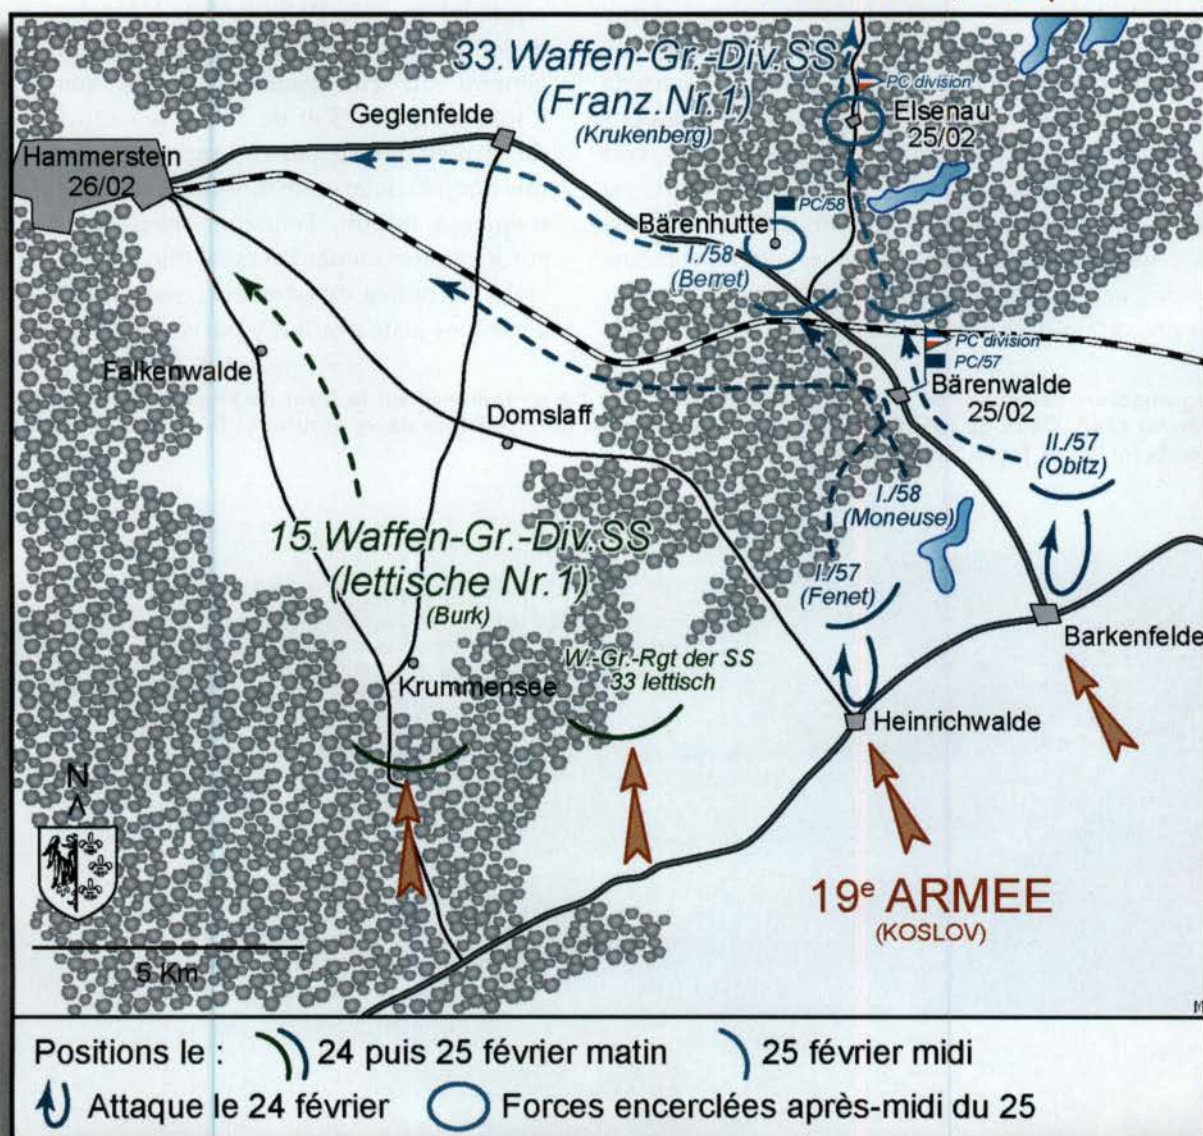 33.Waffen-Gr.-Div.SS
(Franz.Nr.1)
(Krukenberg)
PC division
Elsenau
25/02
Geglenfelde
Hammerstein
26/02
Bärenhutte
PC/58
I./58
(Berret)
PC division
PC/57
Bärenwalde
25/02
Falkenwalde
Domslaff
II./57
(Obitz)
I./58
(Moneuse)
15.Waffen-Gr.-Div.SS
(lettische Nr.1)
(Burk)
I./57
(Fenet)
Barkenfelde
W.-Gr.-Rgt der SS
33 lettisch
Krummensee
Heinrichwalde
N
19e ARMEE
(KOSLOV)
5 Km
M
Positions le :
24 puis 25 février matin
25 février midi
Attaque le 24 février
Forces encerclées après-midi du 25